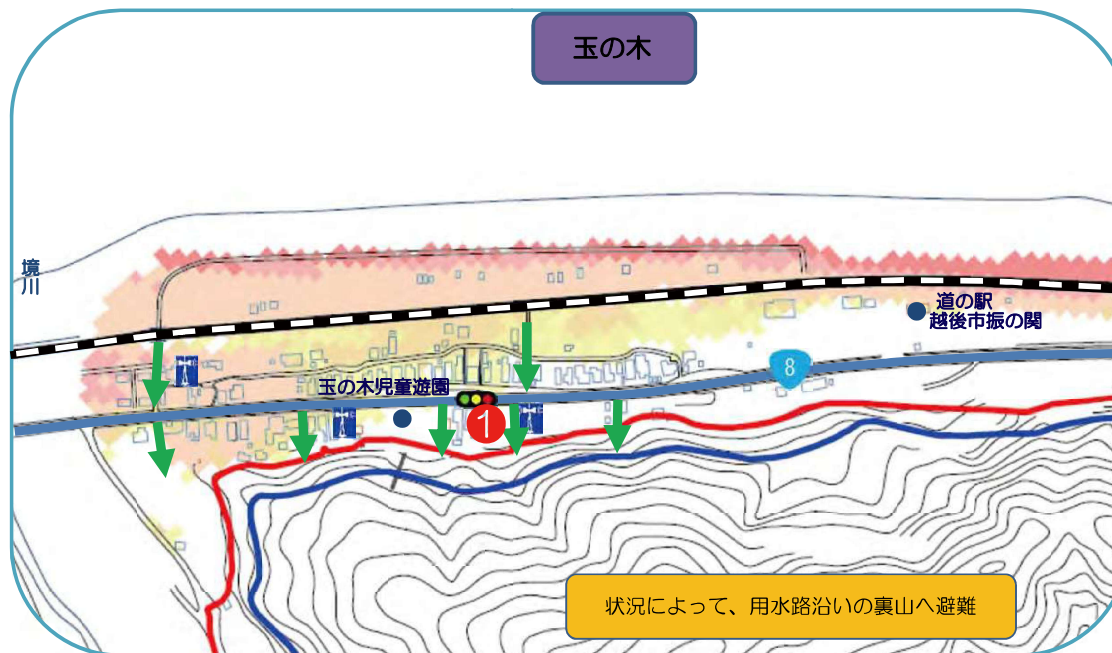 玉の木
境川
道の駅
越後市振の関
8
玉の木児童遊園
1
状況によって、用水路沿いの裏山へ避難